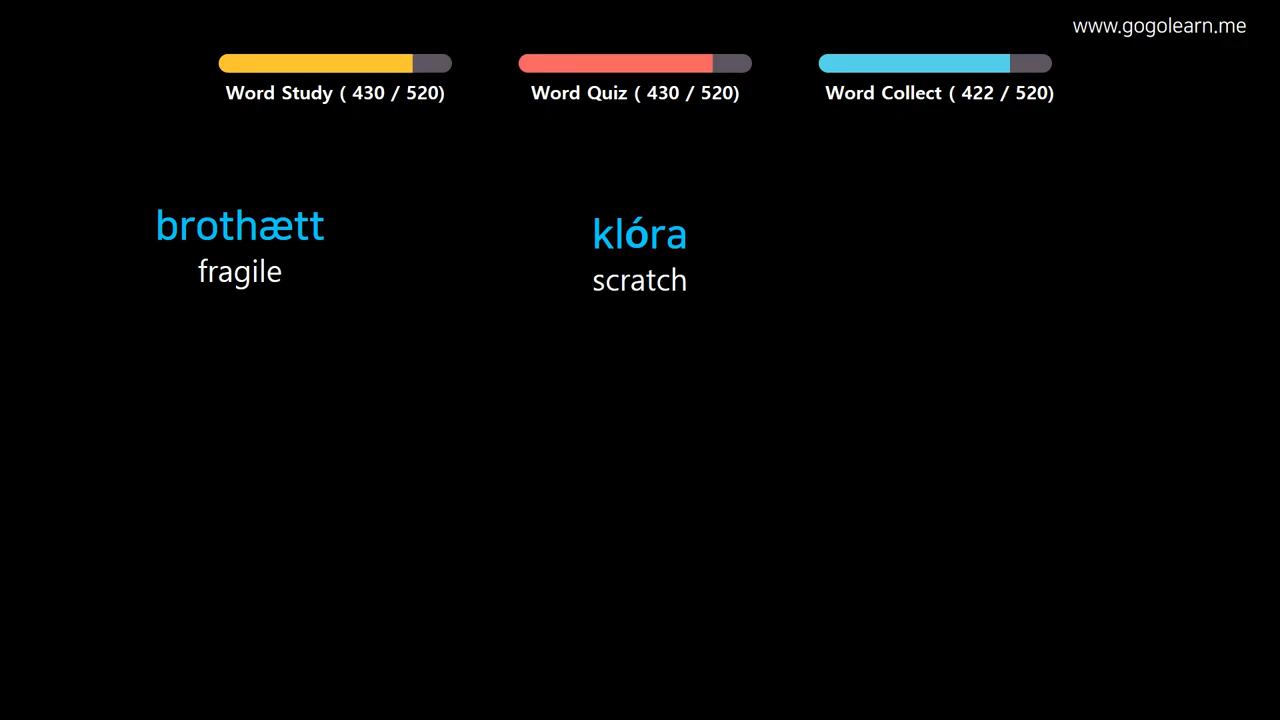 www.gogolearn.me
Word Study ( 430 / 520)
Word Quiz ( 430 / 520)
Word Collect ( 422 / 520)
brothætt
fragile
klóra
scratch